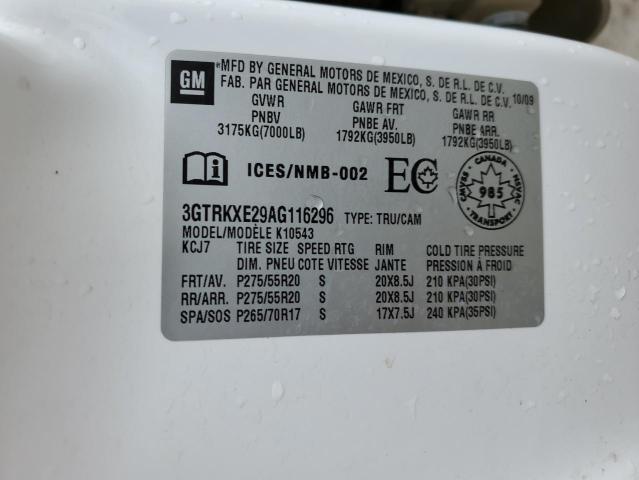 GM
*MFD BY GENERAL MOTORS DE MEXICO, S. DE R.L. DE C.V.
FAB. PAR GENERAL MOTORS DE MEXICO, S. DE R.L. DE C.V. 10/09
GVWR GAWR FRT GAWR RR
PNBV PNBE AV. PNBE ARR.
3175KG(7000LB) 1792KG(3950LB) 1792KG(3950LB)
i ICES/NMB-002 EC CANADA CMVSS 985 NSVAC TRANSPORT
3GTRKXE29AG116296 TYPE: TRU/CAM
MODEL/MODÈLE K10543
KCJ7 TIRE SIZE SPEED RTG RIM COLD TIRE PRESSURE
DIM. PNEU COTE VITESSE JANTE PRESSION À FROID
FRT/AV. P275/55R20 S 20X8.5J 210 KPA(30PSI)
RR/ARR. P275/55R20 S 20X8.5J 210 KPA(30PSI)
SPA/SOS P265/70R17 S 17X7.5J 240 KPA(35PSI)